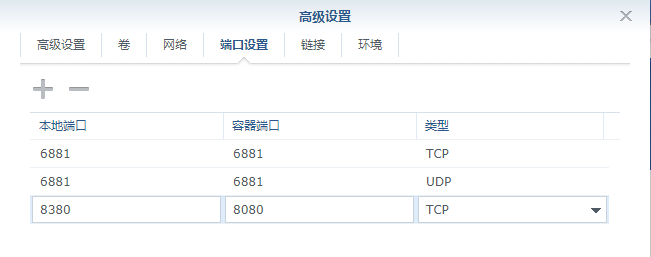 高级设置
高级设置 卷 网络 端口设置 链接 环境
本地端口 容器端口 类型
6881 6881 TCP
6881 6881 UDP
8380 8080 TCP